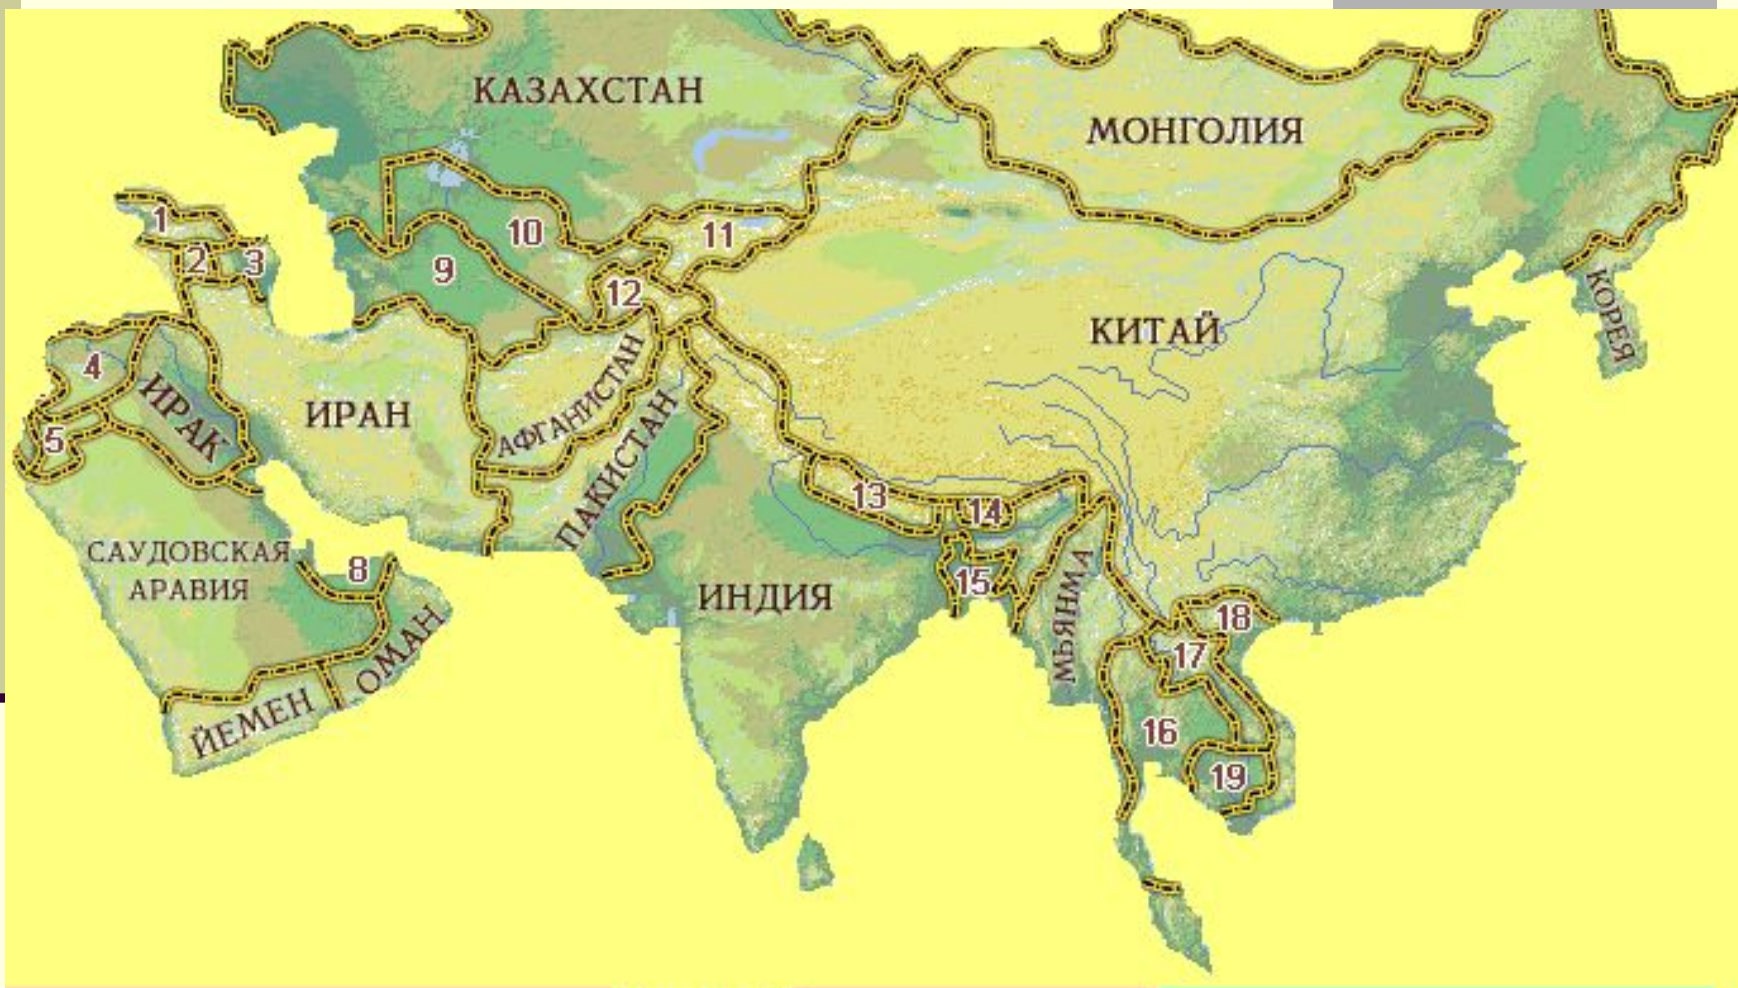 КАЗАХСТАН
МОНГОЛИЯ
1
10
11
2
3
9
12
КОРЕЯ
КИТАЙ
4
ИРАК
ИРАН
АФГАНИСТАН
5
ПАКИСТАН
13
14
САУДОВСКАЯ
АРАВИЯ
8
15
ИНДИЯ
МЬЯНМА
18
17
ОМАН
ЙЕМЕН
16
19